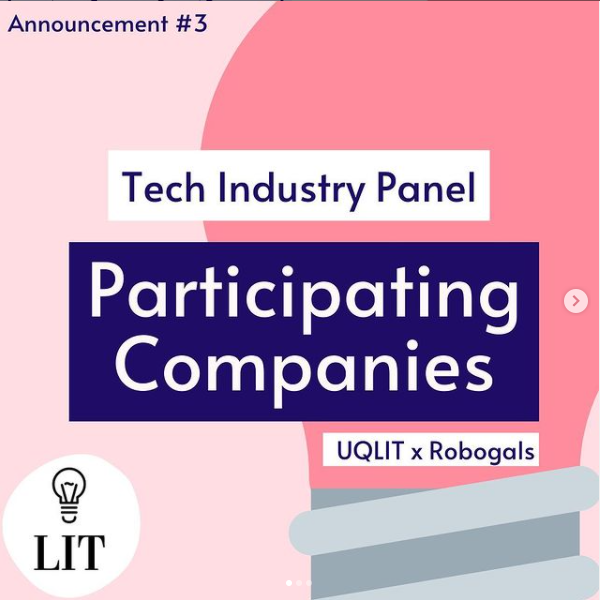 Announcement #3
Tech Industry Panel
Participating
Companies
UQLIT x Robogals
LIT